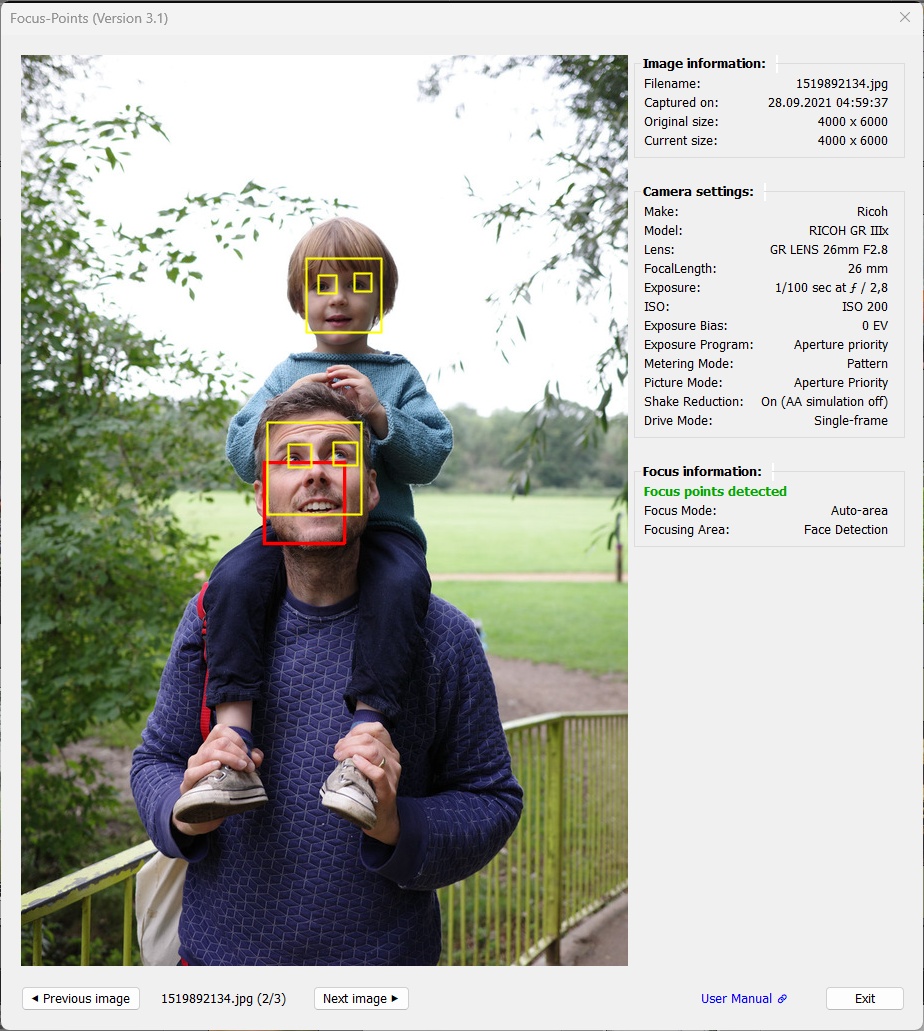 Focus-Points (Version 3.1)
Image information:
Filename: 1519892134.jpg
Captured on: 28.09.2021 04:59:37
Original size: 4000 x 6000
Current size: 4000 x 6000
Camera settings:
Make: Ricoh
Model: RICOH GR IIIx
Lens: GR LENS 26mm F2.8
FocalLength: 26 mm
Exposure: 1/100 sec at ƒ / 2,8
ISO: ISO 200
Exposure Bias: 0 EV
Exposure Program: Aperture priority
Metering Mode: Pattern
Picture Mode: Aperture Priority
Shake Reduction: On (AA simulation off)
Drive Mode: Single-frame
Focus information:
Focus points detected
Focus Mode: Auto-area
Focusing Area: Face Detection
Previous image 1519892134.jpg (2/3) Next image User Manual Exit